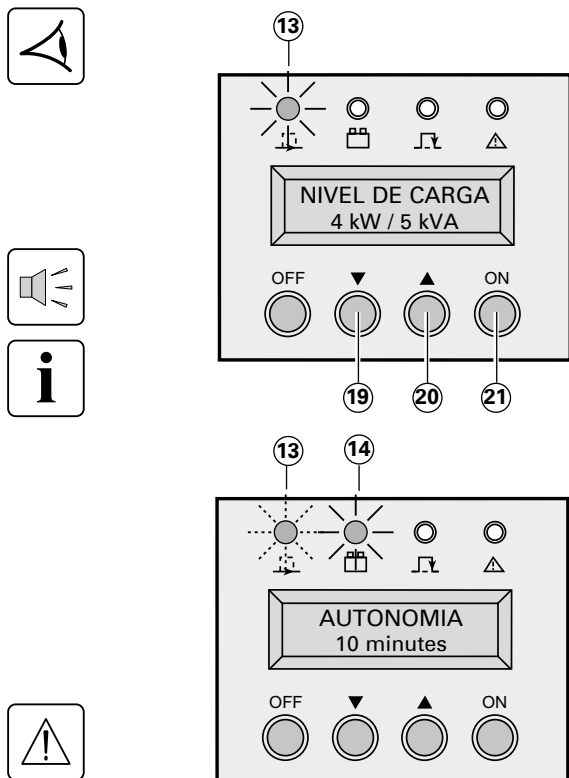 13
NIVEL DE CARGA
4 kW / 5 kVA
OFF ▼ ▲ ON
19 20 21
i
13 14
AUTONOMIA
10 minutes
OFF ▼ ▲ ON